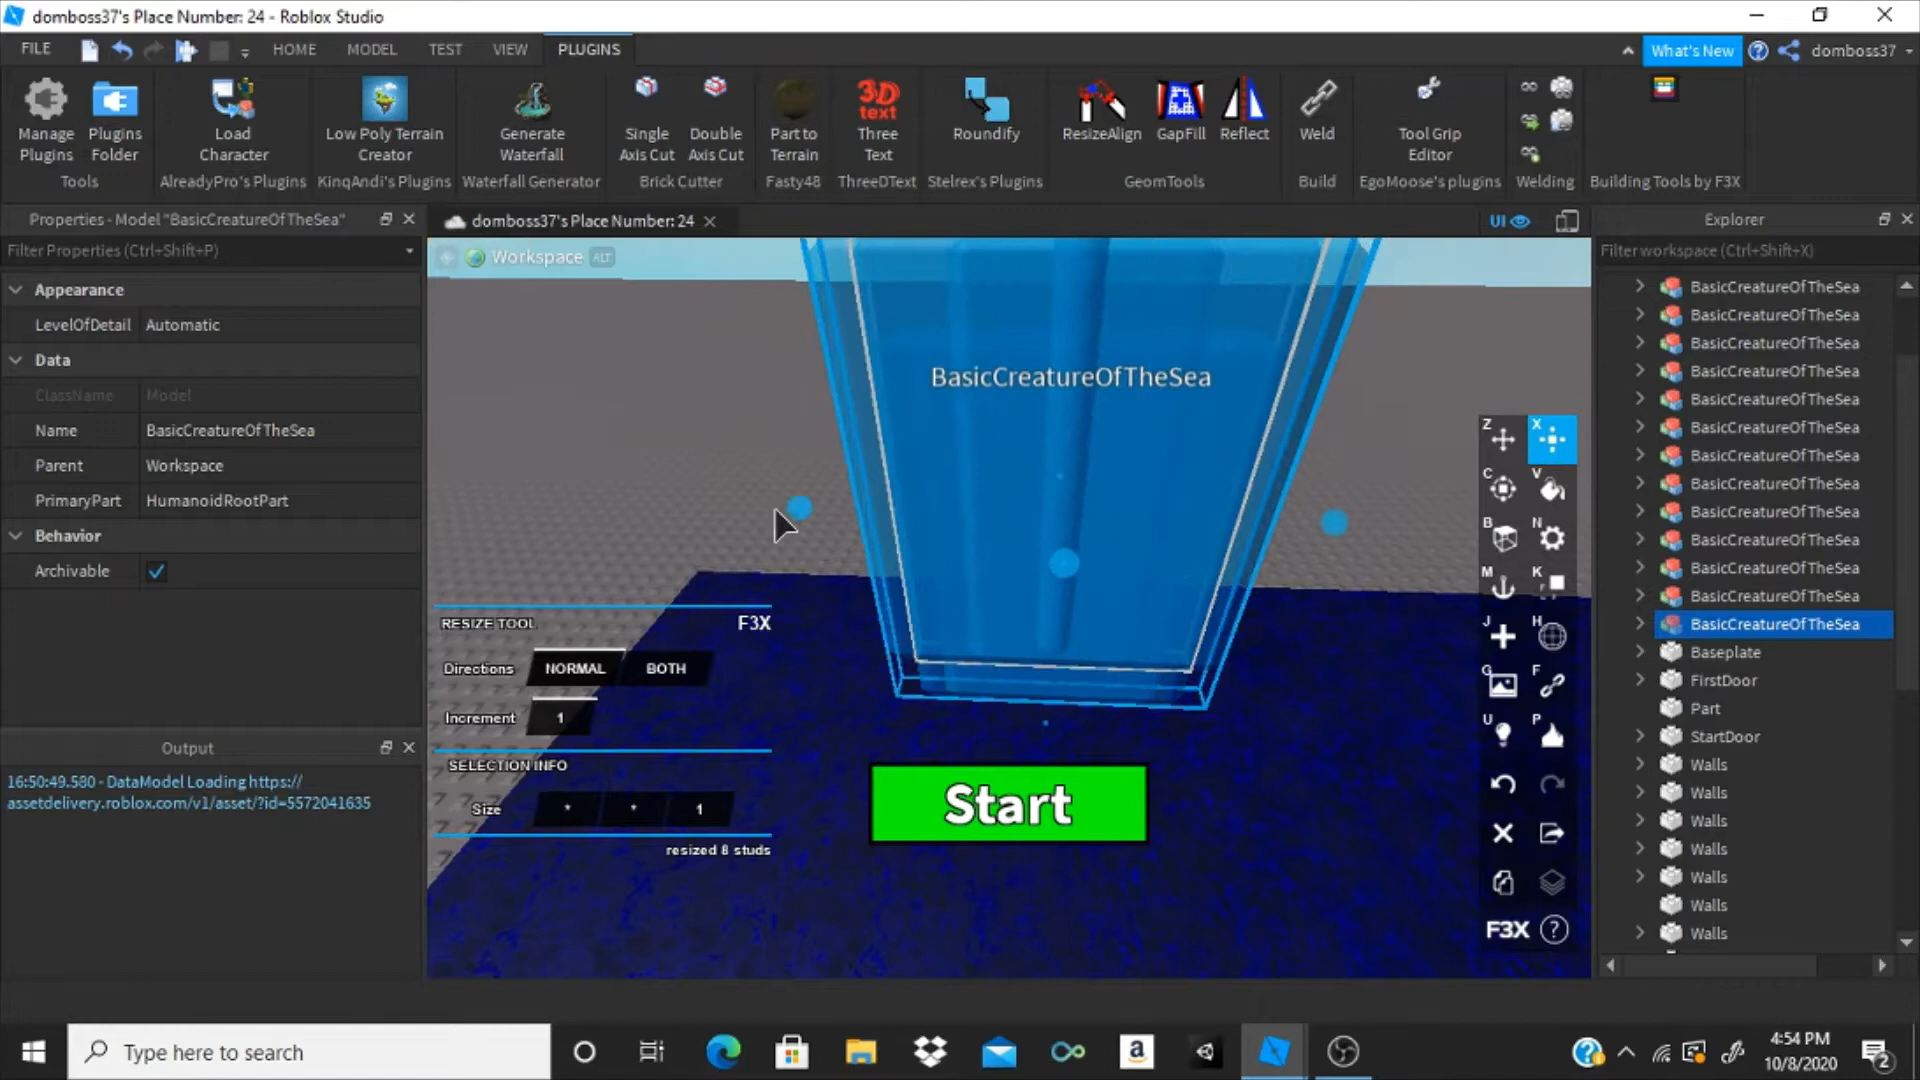 domboss37's Place Number: 24 - Roblox Studio
FILE HOME MODEL TEST VIEW PLUGINS What's New domboss37
Manage Plugins
Plugins Folder
Load Character
Low Poly Terrain Creator
Generate Waterfall
Single Axis Cut
Double Axis Cut
Part to Terrain
3D text
Three Text
Roundify
ResizeAlign
GapFill
Reflect
Weld
Tool Grip Editor
Tools AlreadyPro's Plugins KinqAndi's Plugins Waterfall Generator Brick Cutter Fasty48 ThreeDText Stelrex's Plugins GeomTools Build EgoMoose's plugins Welding Building Tools by F3X
Properties - Model "BasicCreatureOfTheSea"
Filter Properties (Ctrl+Shift+P)
Appearance
LevelOfDetail Automatic
Data
ClassName Model
Name BasicCreatureOfTheSea
Parent Workspace
PrimaryPart HumanoidRootPart
Behavior
Archivable
Output
16:50:49.580 - DataModel Loading https://
assetdelivery.roblox.com/v1/asset/?id=5572041635
domboss37's Place Number: 24
UI
Workspace ALT
BasicCreatureOfTheSea
RESIZE TOOL F3X
Directions NORMAL BOTH
Increment 1
SELECTION INFO
Size * * 1
resized 8 studs
Start
Z X
C V
B N
M K
J H
G F
U P
F3X ?
Explorer
Filter workspace (Ctrl+Shift+X)
BasicCreatureOfTheSea
BasicCreatureOfTheSea
BasicCreatureOfTheSea
BasicCreatureOfTheSea
BasicCreatureOfTheSea
BasicCreatureOfTheSea
BasicCreatureOfTheSea
BasicCreatureOfTheSea
BasicCreatureOfTheSea
BasicCreatureOfTheSea
BasicCreatureOfTheSea
BasicCreatureOfTheSea
BasicCreatureOfTheSea
Baseplate
FirstDoor
Part
StartDoor
Walls
Walls
Walls
Walls
Walls
Walls
Walls
Type here to search
4:54 PM
10/8/2020
2